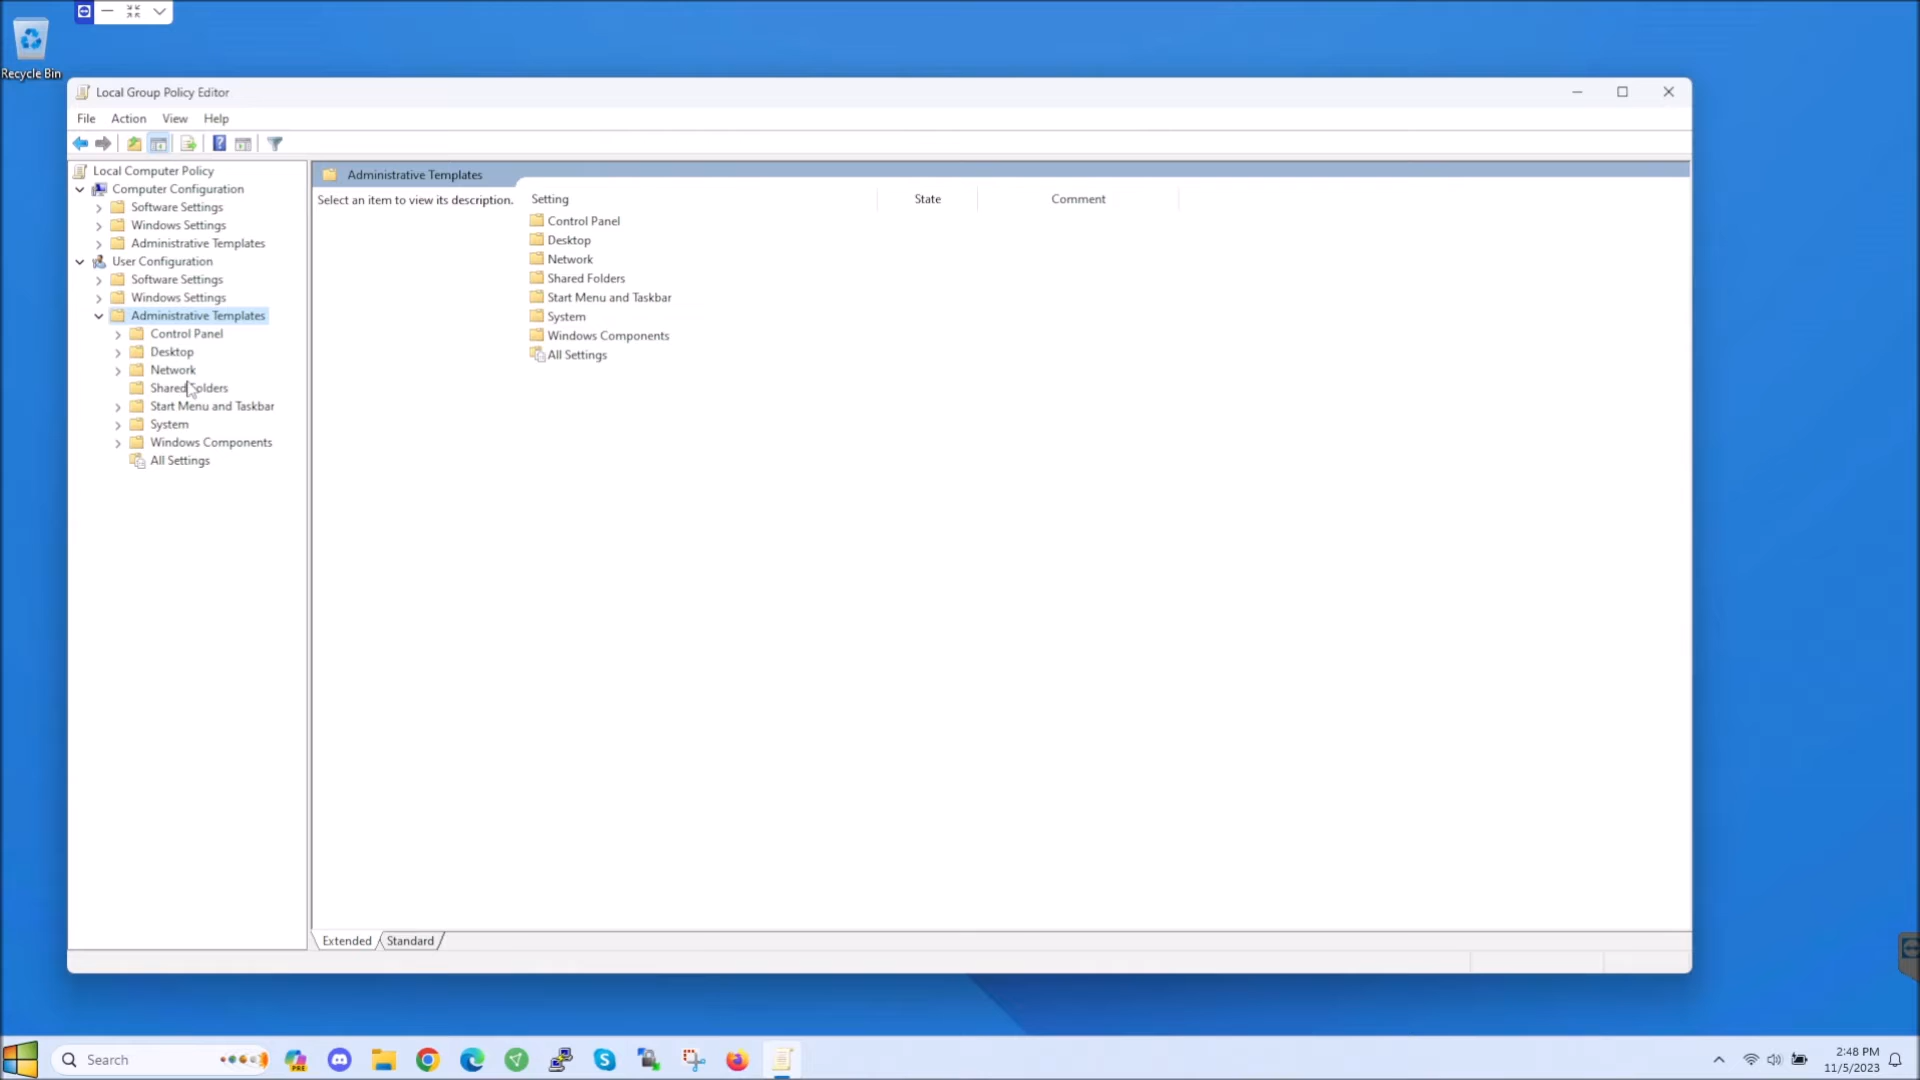 Recycle Bin
Local Group Policy Editor
File Action View Help
Local Computer Policy
Computer Configuration
Software Settings
Windows Settings
Administrative Templates
User Configuration
Software Settings
Windows Settings
Administrative Templates
Control Panel
Desktop
Network
Shared Folders
Start Menu and Taskbar
System
Windows Components
All Settings
Administrative Templates
Select an item to view its description.
Setting State Comment
Control Panel
Desktop
Network
Shared Folders
Start Menu and Taskbar
System
Windows Components
All Settings
Extended Standard
Search
PRE
2:48 PM
11/5/2023